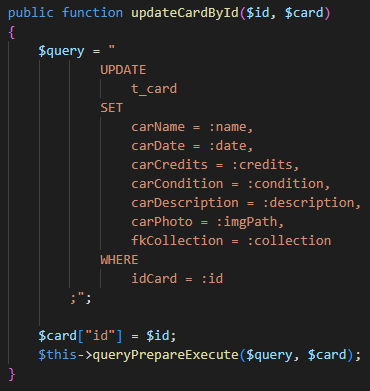 public function updateCardById($id, $card)
{
    $query = "
            UPDATE
                t_card
            SET
                carName = :name,
                carDate = :date,
                carCredits = :credits,
                carCondition = :condition,
                carDescription = :description,
                carPhoto = :imgPath,
                fkCollection = :collection
            WHERE
                idCard = :id
        ;";

    $card["id"] = $id;
    $this->queryPrepareExecute($query, $card);
}